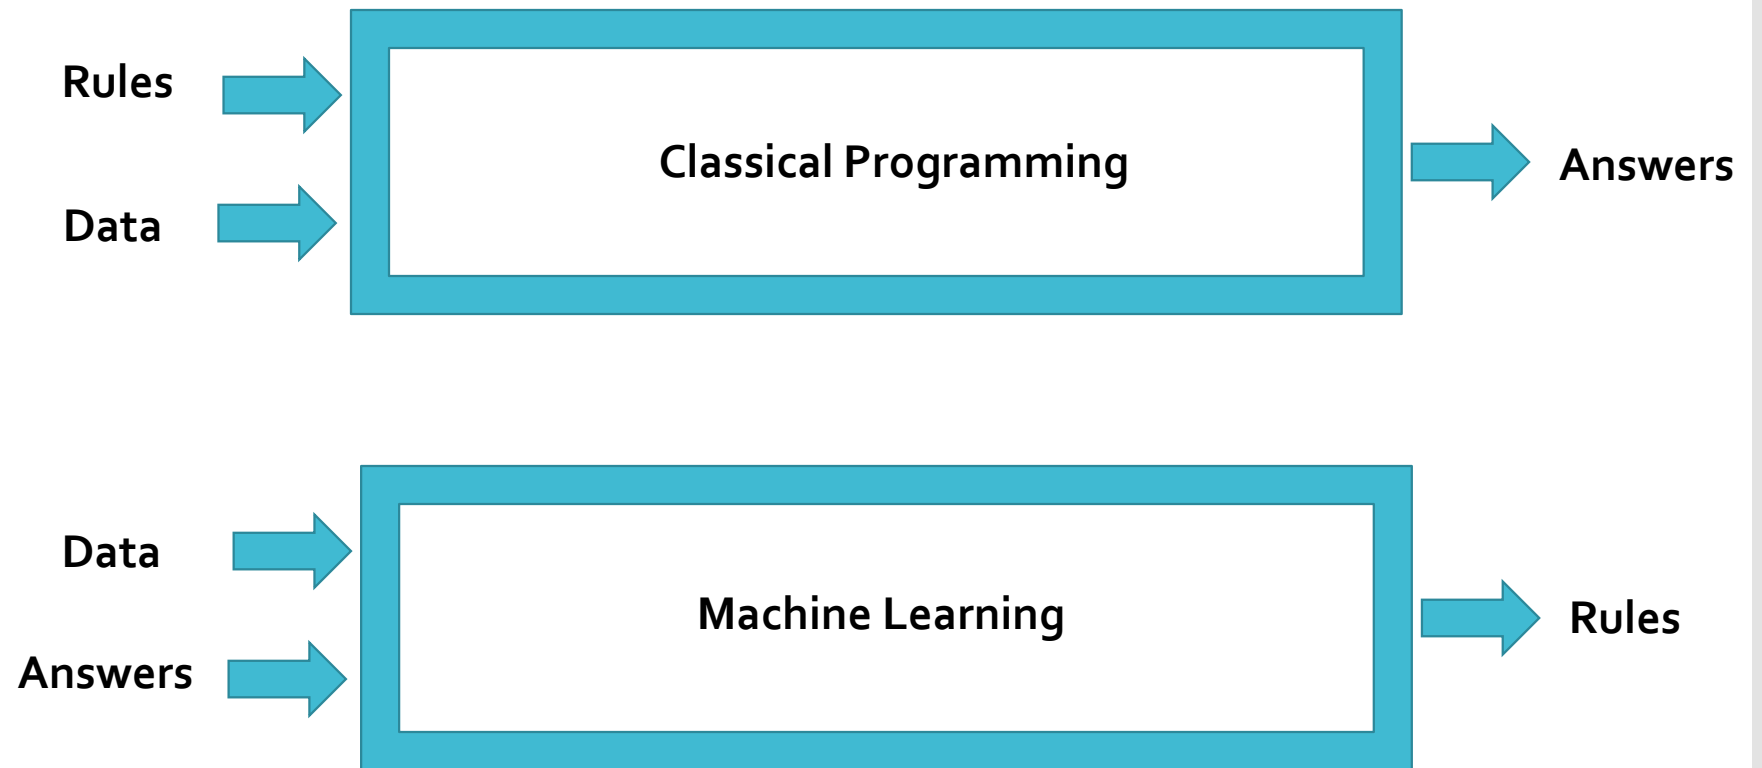 Rules
Data
Classical Programming
Answers
Data
Answers
Machine Learning
Rules